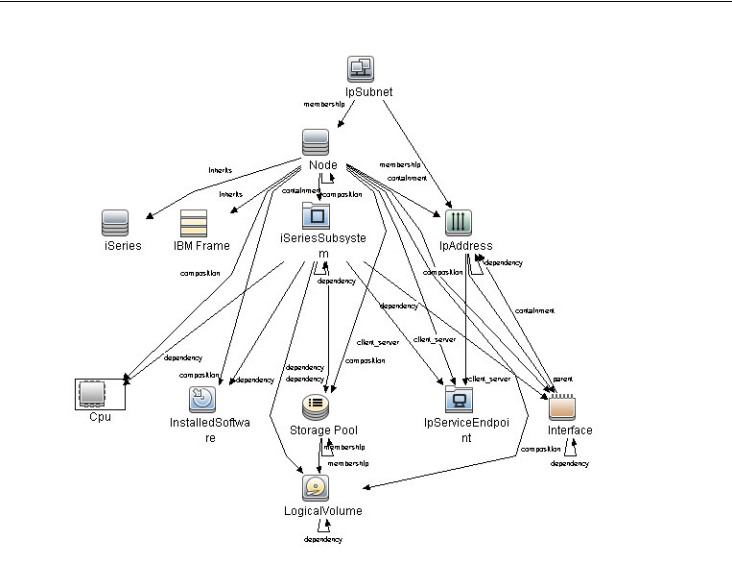 IpSubnet
membership
Node
membership
containment
inherits
inherits
containment
composition
iSeries
IBM Frame
iSeriesSubsyste
m
IpAddress
composition
composition
dependency
dependency
dependency
containment
client_server
client_server
dependency
composition
dependency
composition
dependency
dependency
client_server
parent
Cpu
InstalledSoftwa
re
Storage Pool
IpServiceEndpoi
nt
Interface
membership
composition
membership
dependency
LogicalVolume
dependency